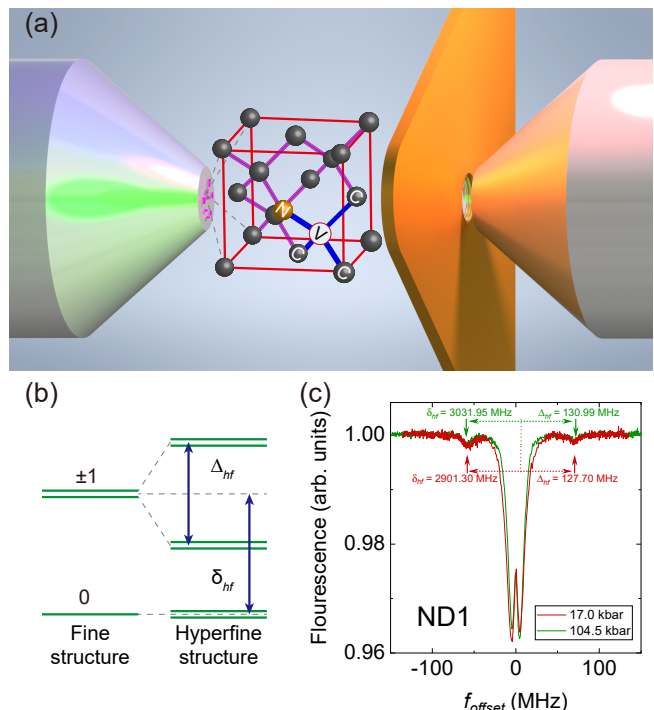 (a)
N
V
C
C
C
(b)
±1
0
Δhf
δhf
Fine
structure
Hyperfine
structure
(c)
δhf = 3031.95 MHz
Δhf = 130.99 MHz
δhf = 2901.30 MHz
Δhf = 127.70 MHz
Flourescence (arb. units)
1.00
0.98
0.96
ND1
17.0 kbar
104.5 kbar
-100
0
100
foffset (MHz)